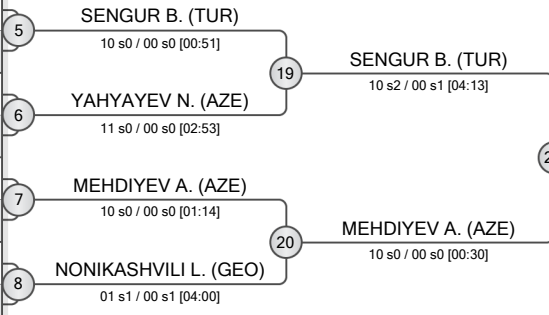 5
SENGUR B. (TUR)
10 s0 / 00 s0 [00:51]
19
SENGUR B. (TUR)
10 s2 / 00 s1 [04:13]
6
YAHYAYEV N. (AZE)
11 s0 / 00 s0 [02:53]
7
MEHDIYEV A. (AZE)
10 s0 / 00 s0 [01:14]
20
MEHDIYEV A. (AZE)
10 s0 / 00 s0 [00:30]
8
NONIKASHVILI L. (GEO)
01 s1 / 00 s1 [04:00]